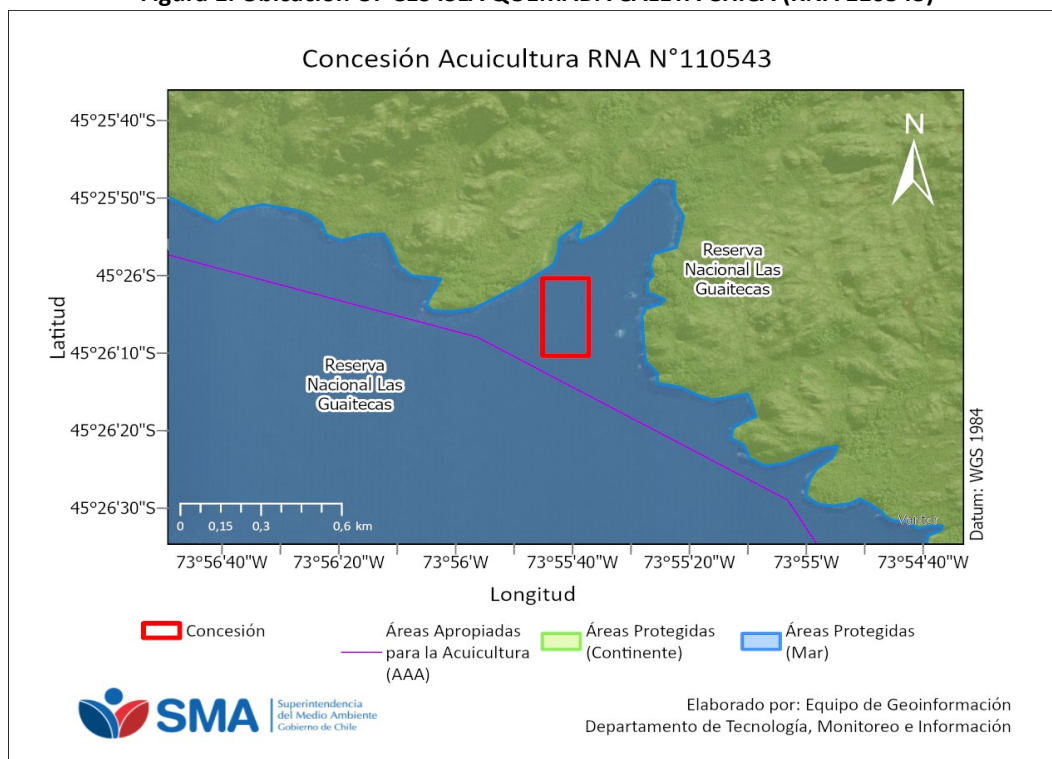 Concesión Acuicultura RNA N°110543
N
45°25'40"S
45°25'50"S
45°26'S
45°26'10"S
45°26'20"S
45°26'30"S
Latitud
Reserva
Nacional Las
Guaitecas
Reserva
Nacional Las
Guaitecas
0 0,15 0,3 0,6 km
Datum: WGS 1984
73°56'40"W 73°56'20"W 73°56'W 73°55'40"W 73°55'20"W 73°55'W 73°54'40"W
Longitud
Concesión
Áreas Apropiadas
para la Acuicultura
(AAA)
Áreas Protegidas
(Continente)
Áreas Protegidas
(Mar)
SMA
Superintendencia
del Medio Ambiente
Gobierno de Chile
Elaborado por: Equipo de Geoinformación
Departamento de Tecnología, Monitoreo e Información